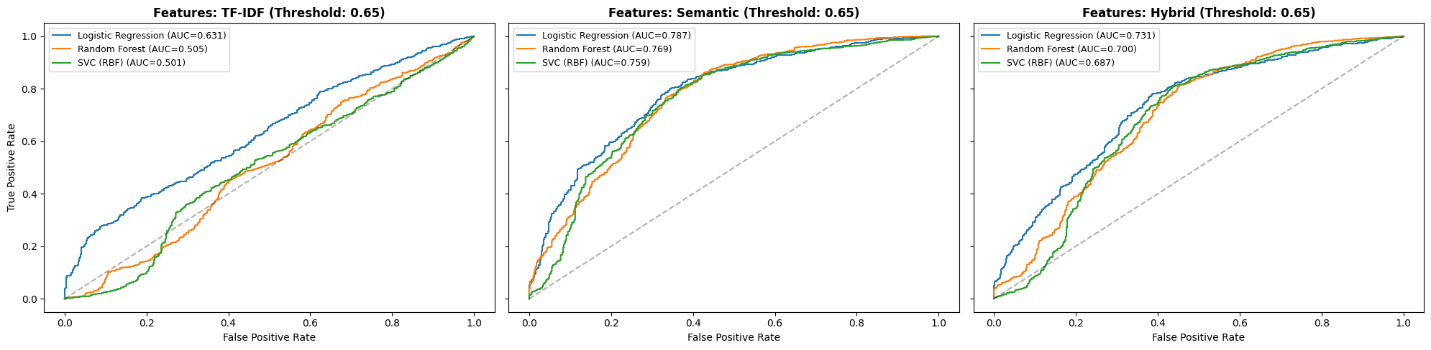 Features: TF-IDF (Threshold: 0.65)
Logistic Regression (AUC=0.631)
Random Forest (AUC=0.505)
SVC (RBF) (AUC=0.501)
True Positive Rate
1.0
0.8
0.6
0.4
0.2
0.0
0.0 0.2 0.4 0.6 0.8 1.0
False Positive Rate
Features: Semantic (Threshold: 0.65)
Logistic Regression (AUC=0.787)
Random Forest (AUC=0.769)
SVC (RBF) (AUC=0.759)
0.0 0.2 0.4 0.6 0.8 1.0
False Positive Rate
Features: Hybrid (Threshold: 0.65)
Logistic Regression (AUC=0.731)
Random Forest (AUC=0.700)
SVC (RBF) (AUC=0.687)
0.0 0.2 0.4 0.6 0.8 1.0
False Positive Rate